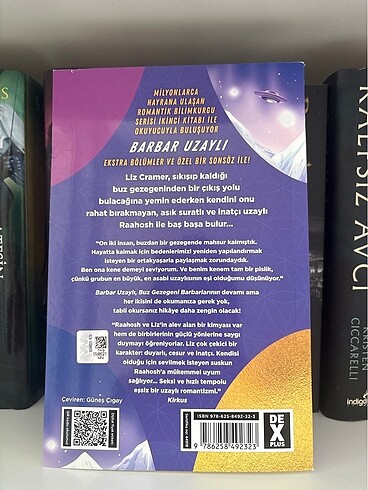 MİLYONLARCA
HAYRANA ULAŞAN
ROMANTİK BİLİMKURGU
SERİSİ İKİNCİ KİTABI İLE
OKUYUCUYLA BULUŞUYOR
BARBAR UZAYLI
EKSTRA BÖLÜMLER VE ÖZEL BİR SONSÖZ İLE!
Liz Cramer, sıkışıp kaldığı
buz gezegeninden bir çıkış yolu
bulacağına yemin ederken kendini onu
rahat bırakmayan, asık suratlı ve inatçı uzaylı
Raahosh ile baş başa bulur...
"On iki insan, buzdan bir gezegende mahsur kalmıştık.
Hayatta kalmak için bedenlerimizi yeniden yapılandırmak
isteyen bir ortakyaşarla paylaşmak zorundaydık.
Ben ona kene demeyi seviyorum. Ve benim kenem tam bir pislik,
çünkü grubun en büyük, en asabi uzaylısının eşi olduğumu düşünüyor."
Barbar Uzaylı, Buz Gezegeni Barbarlarının devamı ama
her ikisini de okumanıza gerek yok,
tabii okursanız hikâye daha zengin olacak!
"Raahosh ve Liz'in alev alan bir kimyası var
hem de birbirlerinin güçlü yönlerine saygı
duymayı öğreniyorlar. Liz çok çekici bir
karakter: duyarlı, cesur ve inatçı. Kendisi
olduğu için sevilmek isteyen suskun
Raahosh'a mükemmel uyum
sağlıyor... Seksi ve hızlı tempolu
eşsiz bir uzaylı romantizmi."
Kirkus
Çeviren: Güneş Çıgay
ISBN 978-625-8492-32-3
9 786258 492323
DE
X
PLUS
KALPSİZ AVCI
KRISTEN
CICCARELLI
indigo